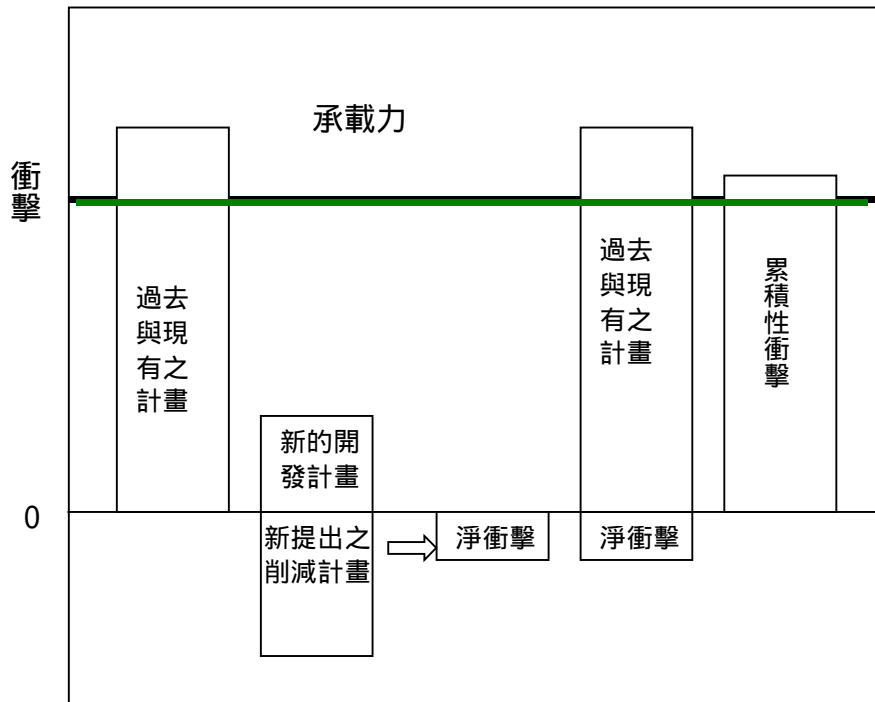 承載力
衝擊
過去
與現
有之
計畫
新的開
發計畫
新提出之
削減計畫
淨衝擊
過去
與現
有之
計畫
淨衝擊
累積性衝擊
0